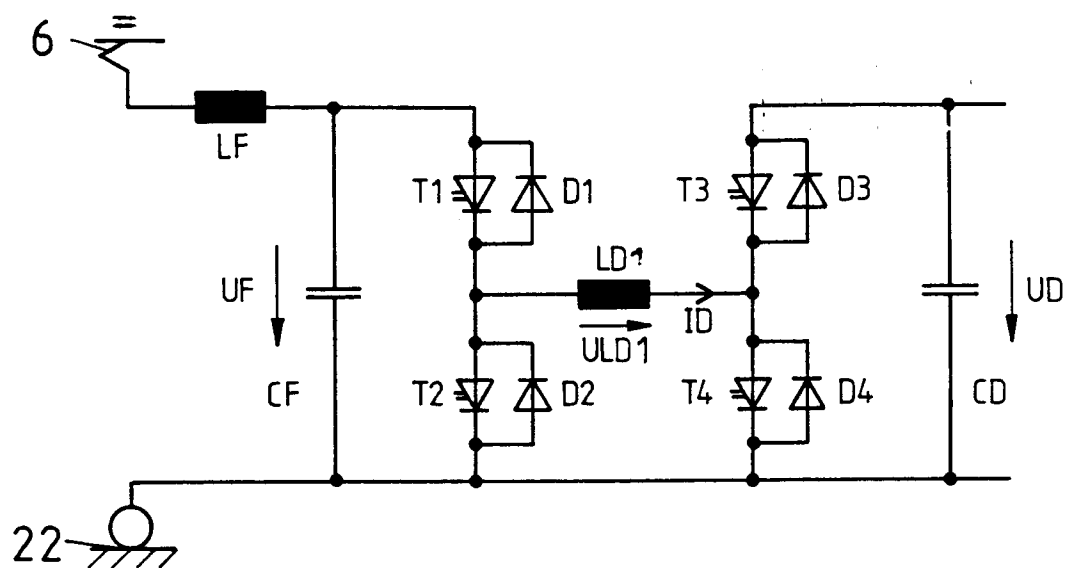 =
6
LF
T1
D1
T3
D3
UF
LD1
ID
ULD1
UD
CF
T2
D2
T4
D4
CD
22